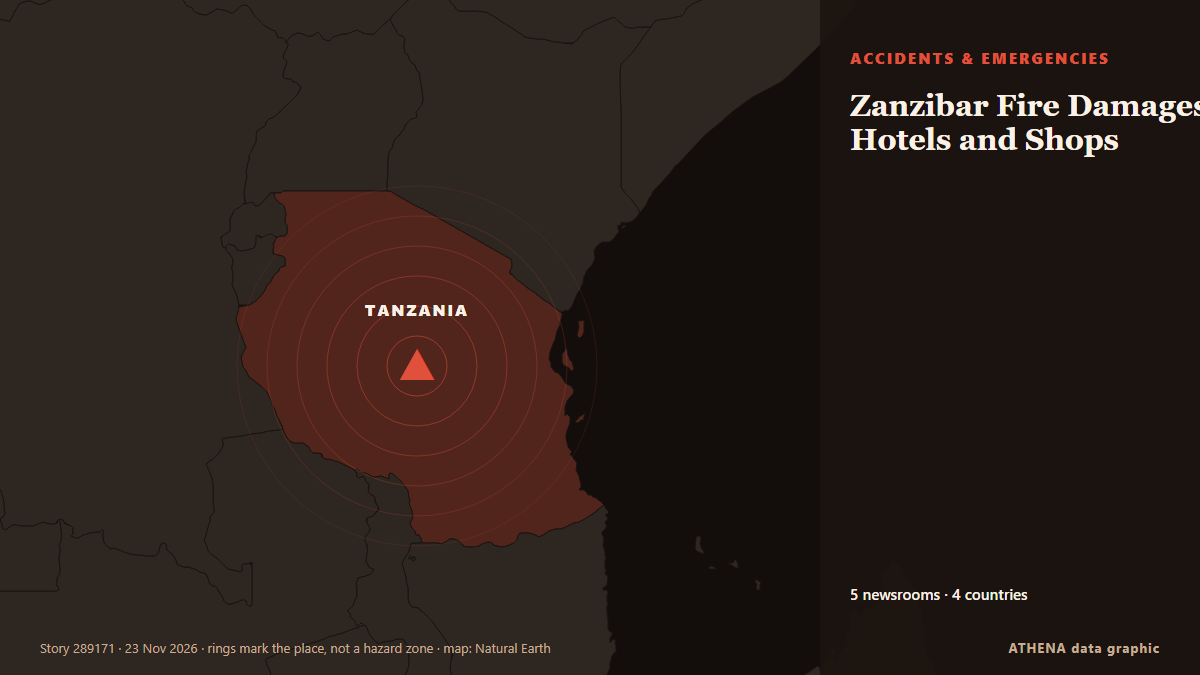 ACCIDENTS & EMERGENCIES
Zanzibar Fire Damages
Hotels and Shops
TANZANIA
5 newsrooms · 4 countries
Story 289171 · 23 Nov 2026 · rings mark the place, not a hazard zone · map: Natural Earth
ATHENA data graphic